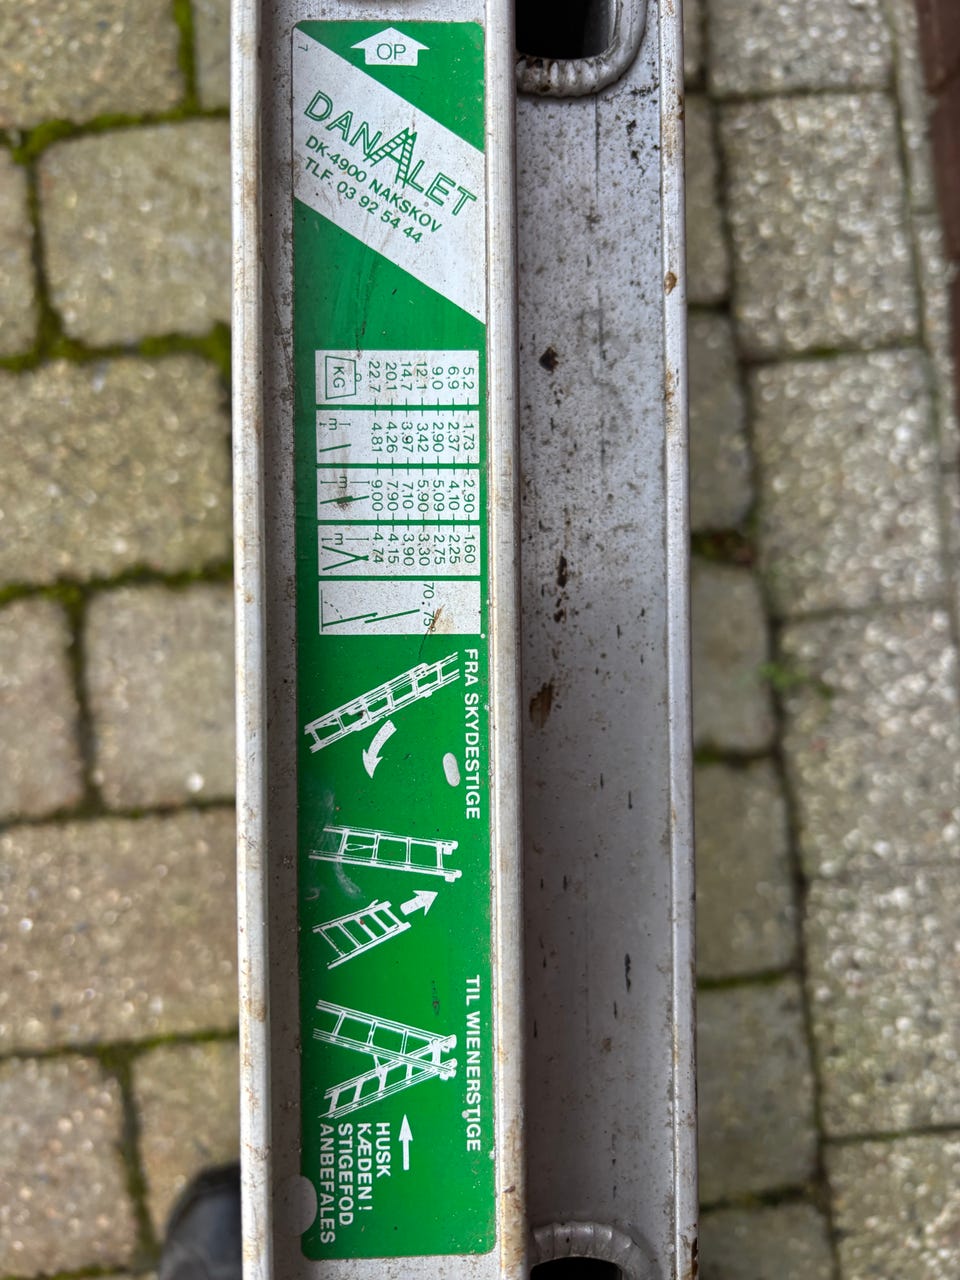 OP
7
DANALET
DK-4900 NAKSKOV
TLF. 03 92 54 44
5,2 1,73 2,90 1,60
6,9 2,37 4,10 2,25
9,0 2,90 5,09 2,75
12,1 3,42 5,90 3,30
14,7 3,97 7,10 3,90
20,1 4,26 7,90 4,15
22,7 4,81 9,00 4,74
KG m m m
70-75°
FRA SKYDESTIGE
TIL WIENERSTIGE
HUSK
KÆDEN!
STIGEFOD
ANBEFALES